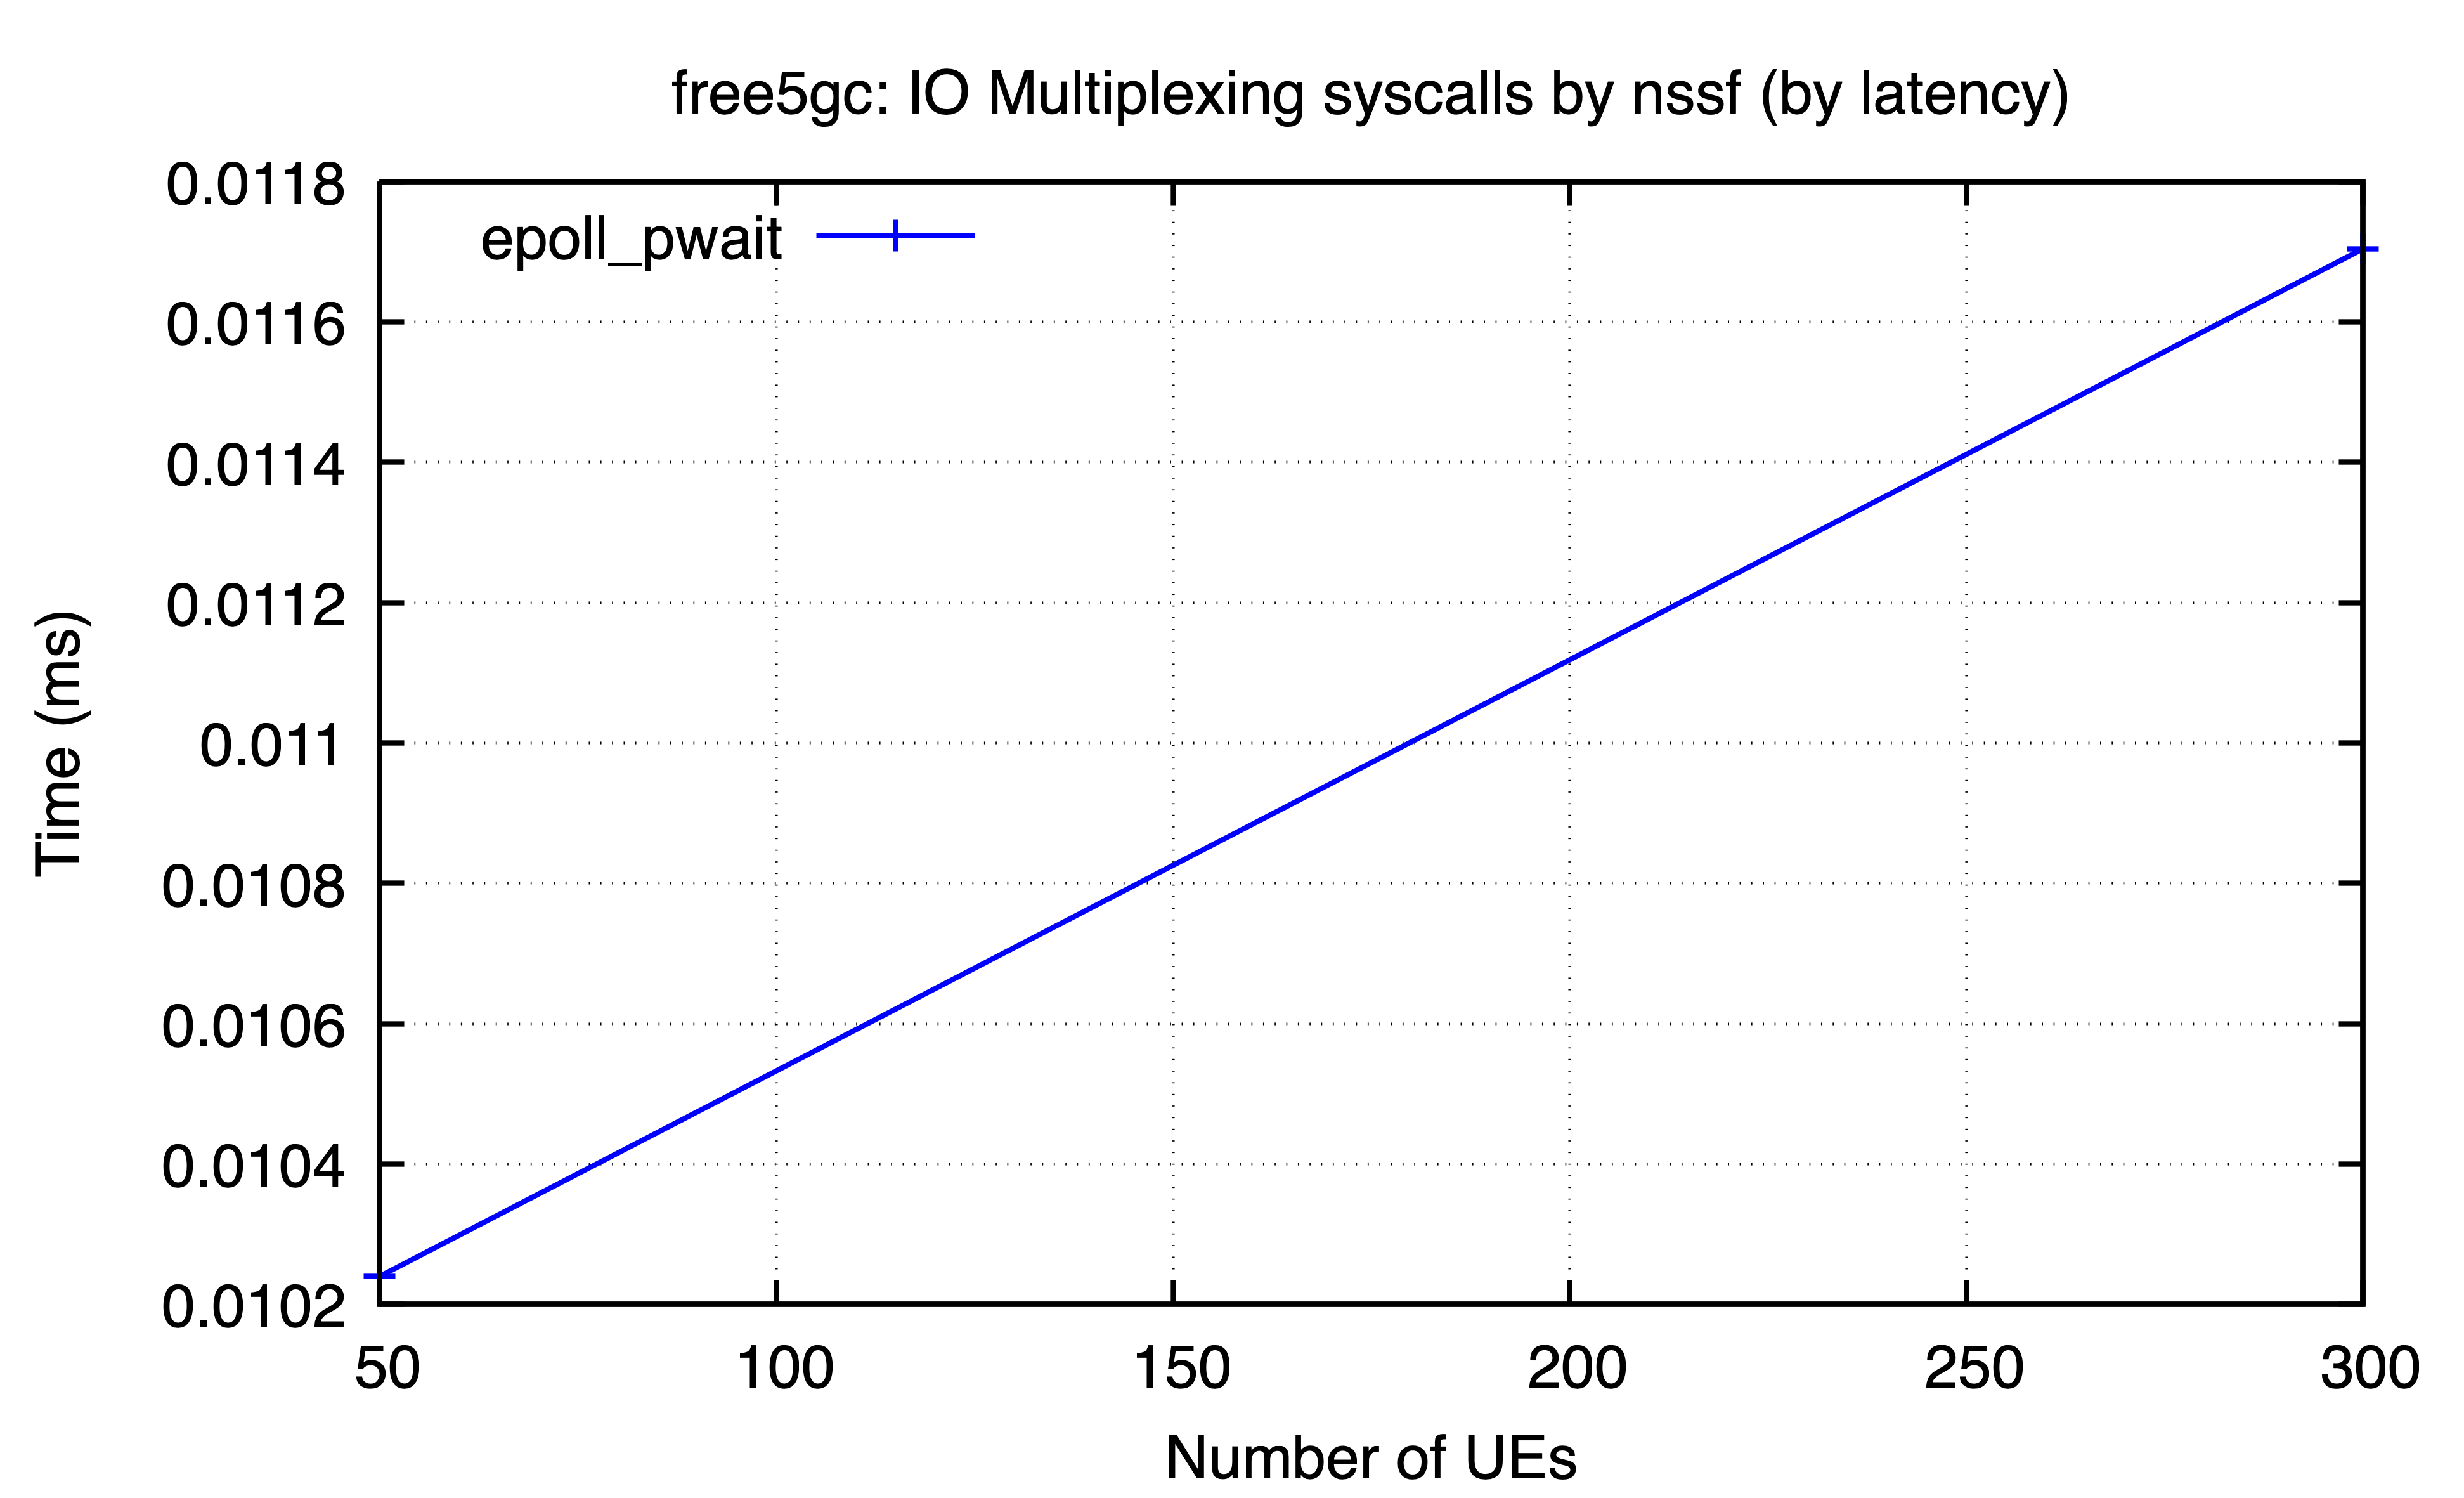 free5gc: IO Multiplexing syscalls by nssf (by latency)
epoll_pwait
0.0118
0.0116
0.0114
0.0112
0.011
0.0108
0.0106
0.0104
0.0102
Time (ms)
50 100 150 200 250 300
Number of UEs